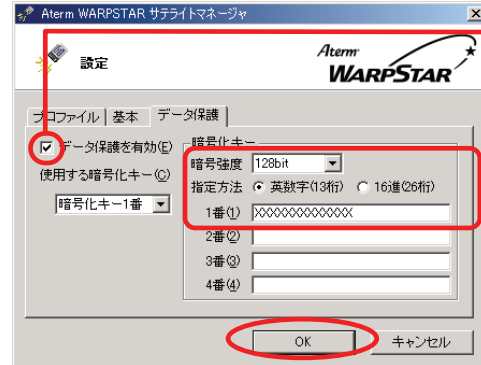 Aterm WARPSTAR サテライトマネージャ
設定
Aterm
WARPSTAR
プロファイル 基本 データ保護
データ保護を有効(E)
使用する暗号化キー(C)
暗号化キー1番
暗号化キー
暗号強度 128bit
指定方法 英数字(13桁) 16進(26桁)
1番(1) XXXXXXXXXXXXX
2番(2)
3番(3)
4番(4)
OK キャンセル